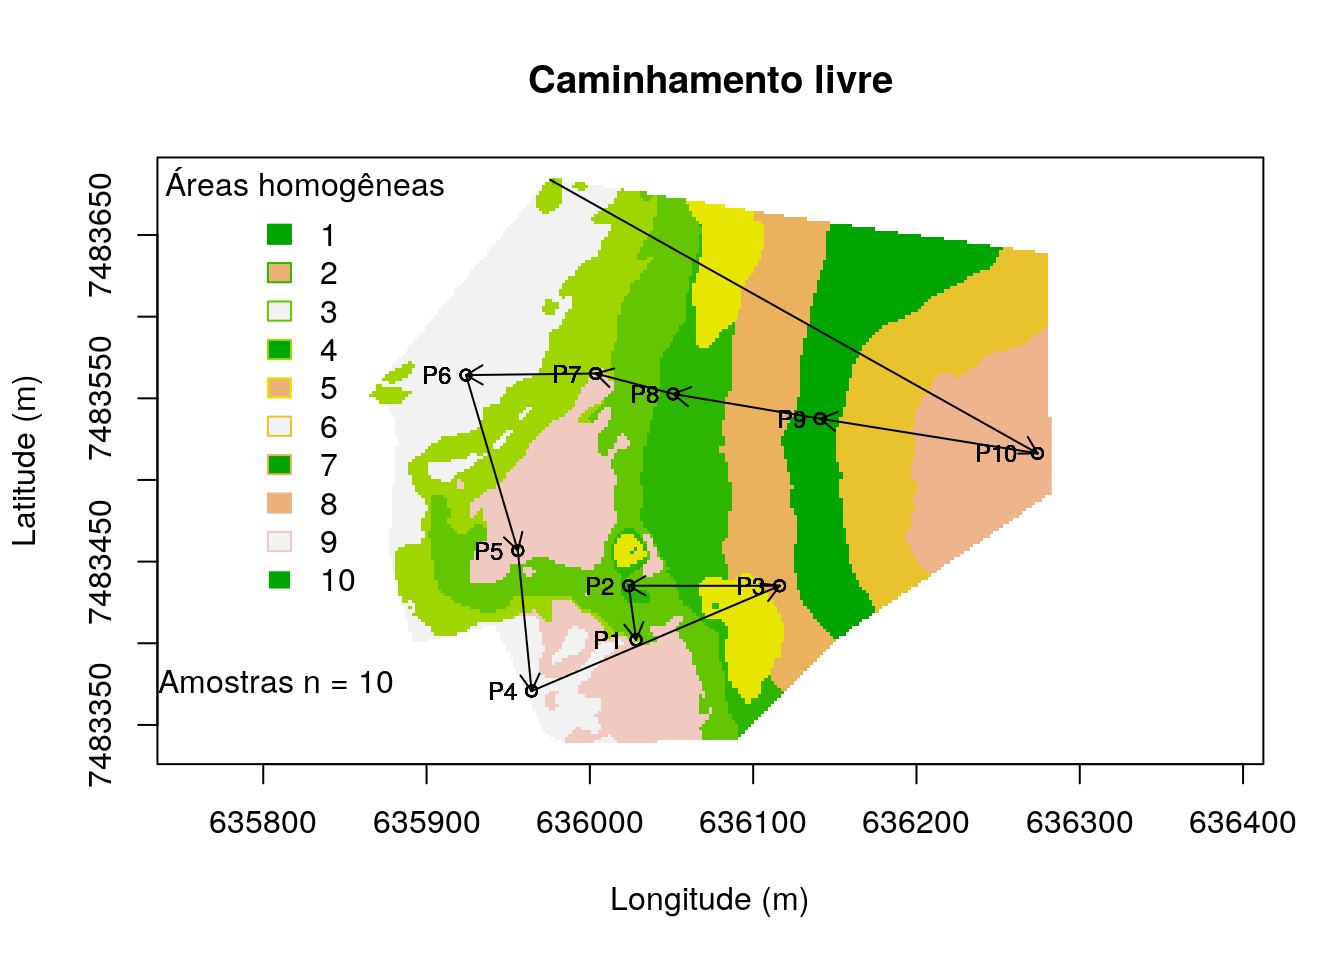 Caminhamento livre
Áreas homogêneas
1
2
3
4
5
6
7
8
9
10
Amostras n = 10
P6
P7
P8
P9
P10
P5
P2
P3
P1
P4
Latitude (m)
7483650
7483550
7483450
7483350
635800 635900 636000 636100 636200 636300 636400
Longitude (m)